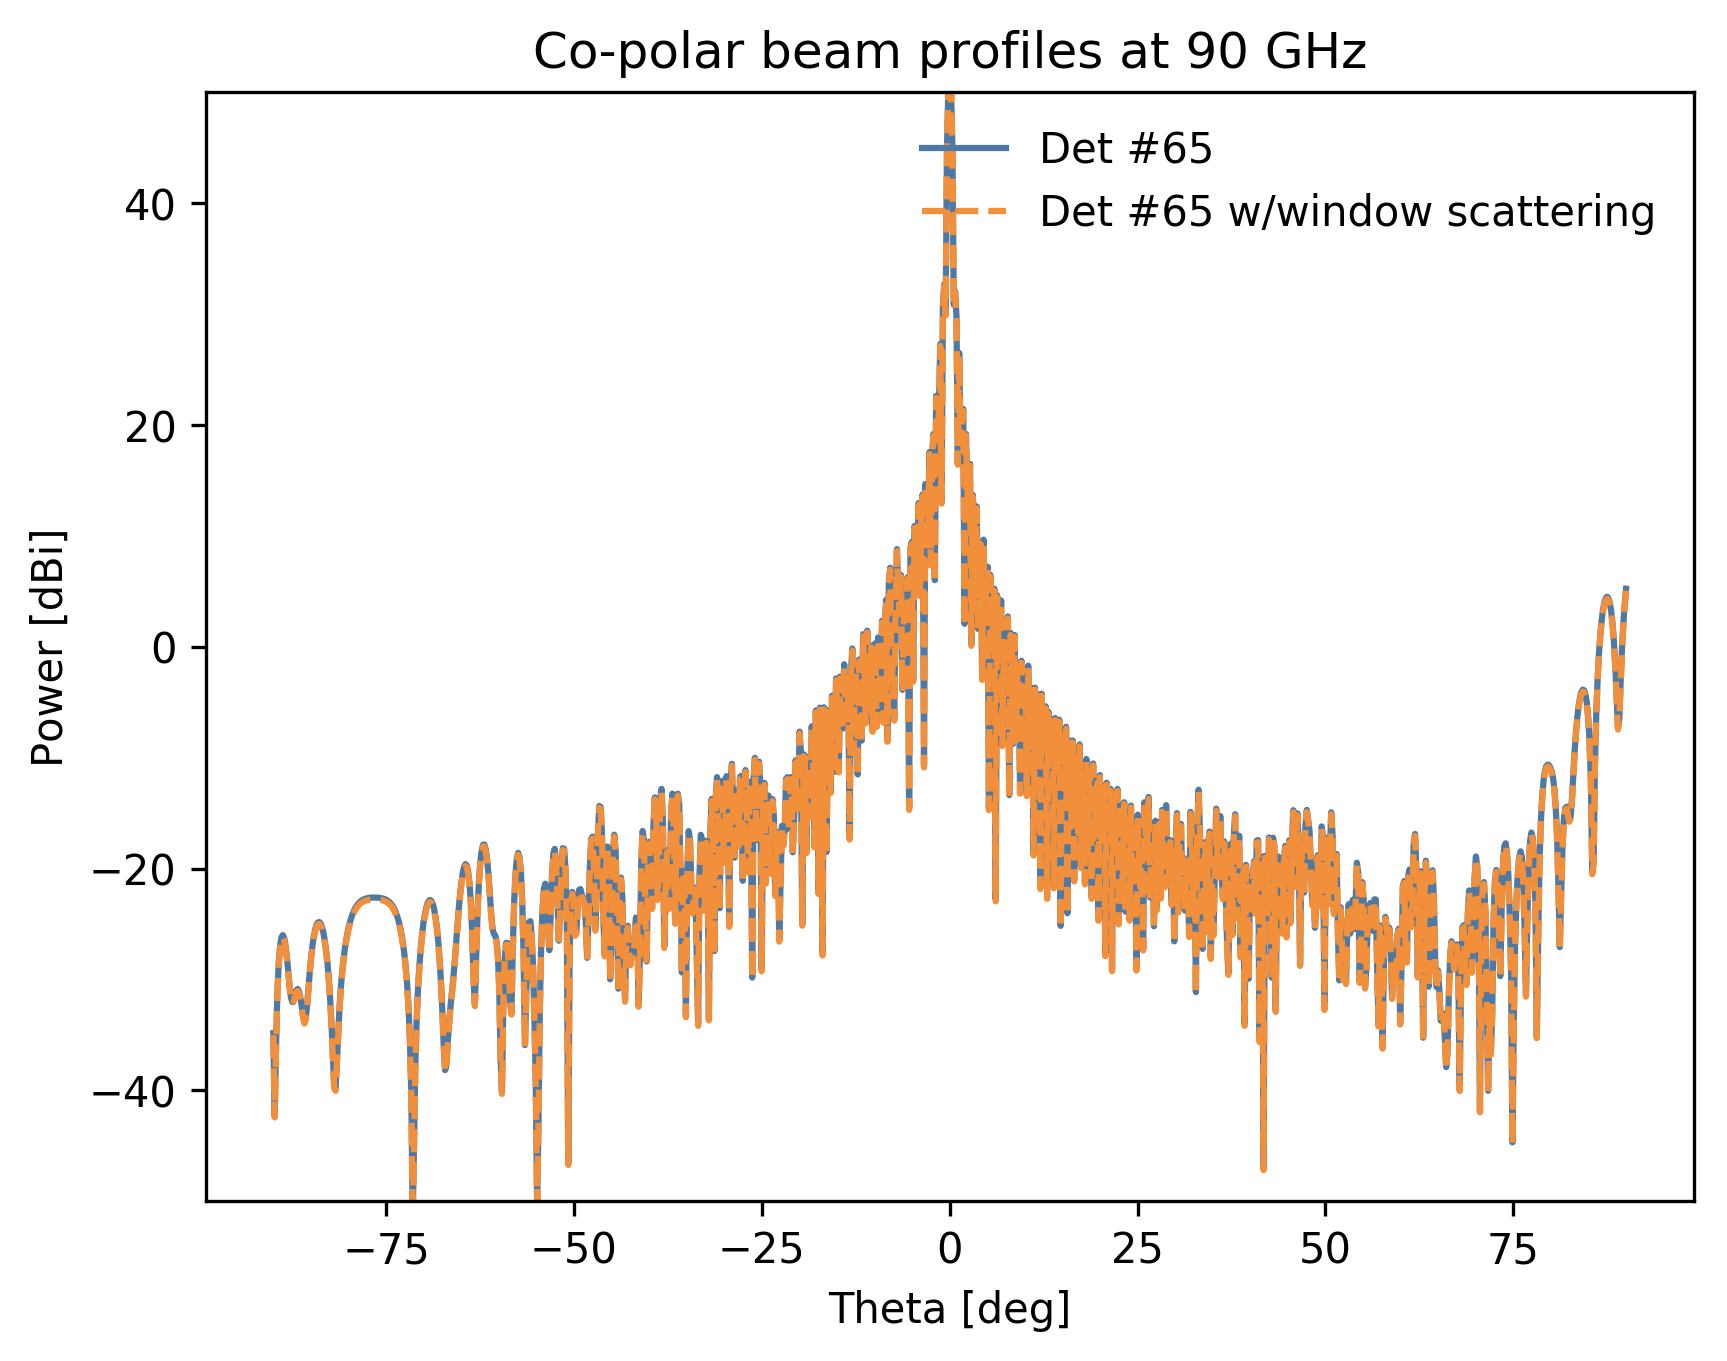 Co-polar beam profiles at 90 GHz
Det #65
Det #65 w/window scattering
Power [dBi]
40
20
0
−20
−40
−75
−50
−25
0
25
50
75
Theta [deg]